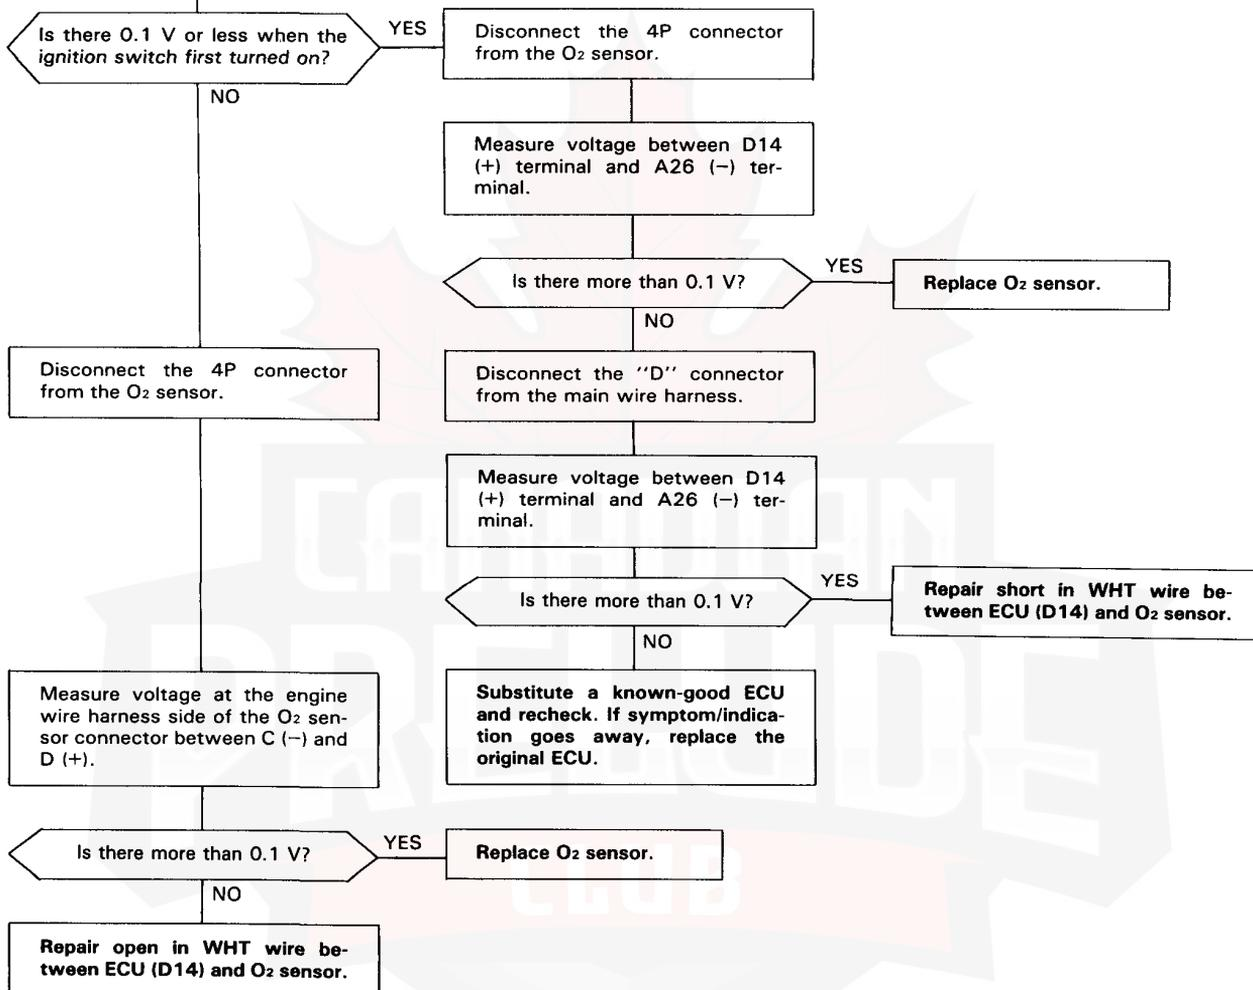 Is there 0.1 V or less when the
ignition switch first turned on?
YES
NO
Disconnect the 4P connector
from the O2 sensor.
Measure voltage between D14
(+) terminal and A26 (−) ter-
minal.
Is there more than 0.1 V?
YES
NO
Replace O2 sensor.
Disconnect the "D" connector
from the main wire harness.
Measure voltage between D14
(+) terminal and A26 (−) ter-
minal.
Is there more than 0.1 V?
YES
NO
Repair short in WHT wire be-
tween ECU (D14) and O2 sensor.
Substitute a known-good ECU
and recheck. If symptom/indica-
tion goes away, replace the
original ECU.
Disconnect the 4P connector
from the O2 sensor.
Measure voltage at the engine
wire harness side of the O2 sen-
sor connector between C (−) and
D (+).
Is there more than 0.1 V?
YES
NO
Replace O2 sensor.
Repair open in WHT wire be-
tween ECU (D14) and O2 sensor.
CANADIAN
PRELUDE
CLUB